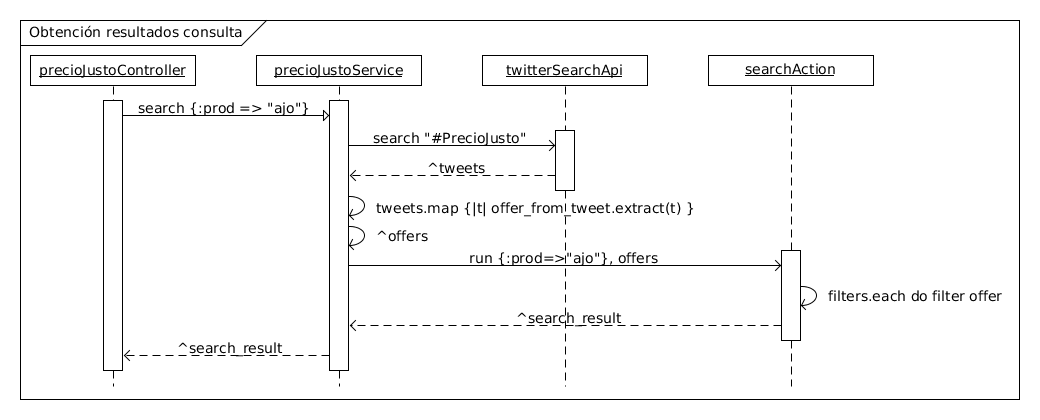 Obtención resultados consulta
precioJustoController
precioJustoService
twitterSearchApi
searchAction
search {:prod => "ajo"}
search "#PrecioJusto"
^tweets
tweets.map {|t| offer_from_tweet.extract(t) }
^offers
run {:prod=>"ajo"}, offers
filters.each do filter offer
^search_result
^search_result